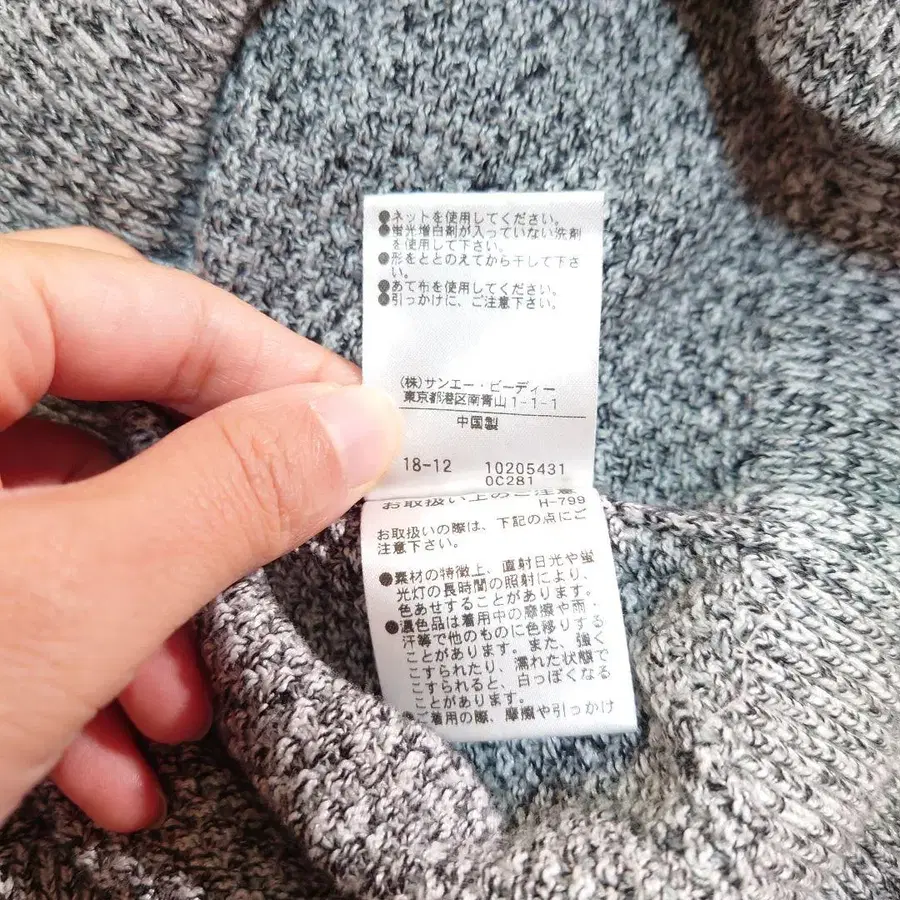 ●ネットを使用してください。
●蛍光増白剤が入っていない洗剤
を使用して下さい。
●形をととのえてから干して下さ
い。
●あて布を使用してください。
●引っかけに、ご注意下さい。
(株)サンエー・ビーディー
東京都港区南青山1-1-1
中国製
18-12 10205431
0C281
お取扱い上のご注意
H-799
お取扱いの際は、下記の点にご
注意下さい。
●素材の特徴上、直射日光や蛍
光灯の長時間の照射により、
色あせすることがあります。
●濃色品は着用中の摩擦や雨・
汗等で他のものに色移りする
ことがあります。また、強く
こすられたり、濡れた状態で
こすられると、白っぽくなる
ことがあります。
●ご着用の際、摩擦や引っかけ